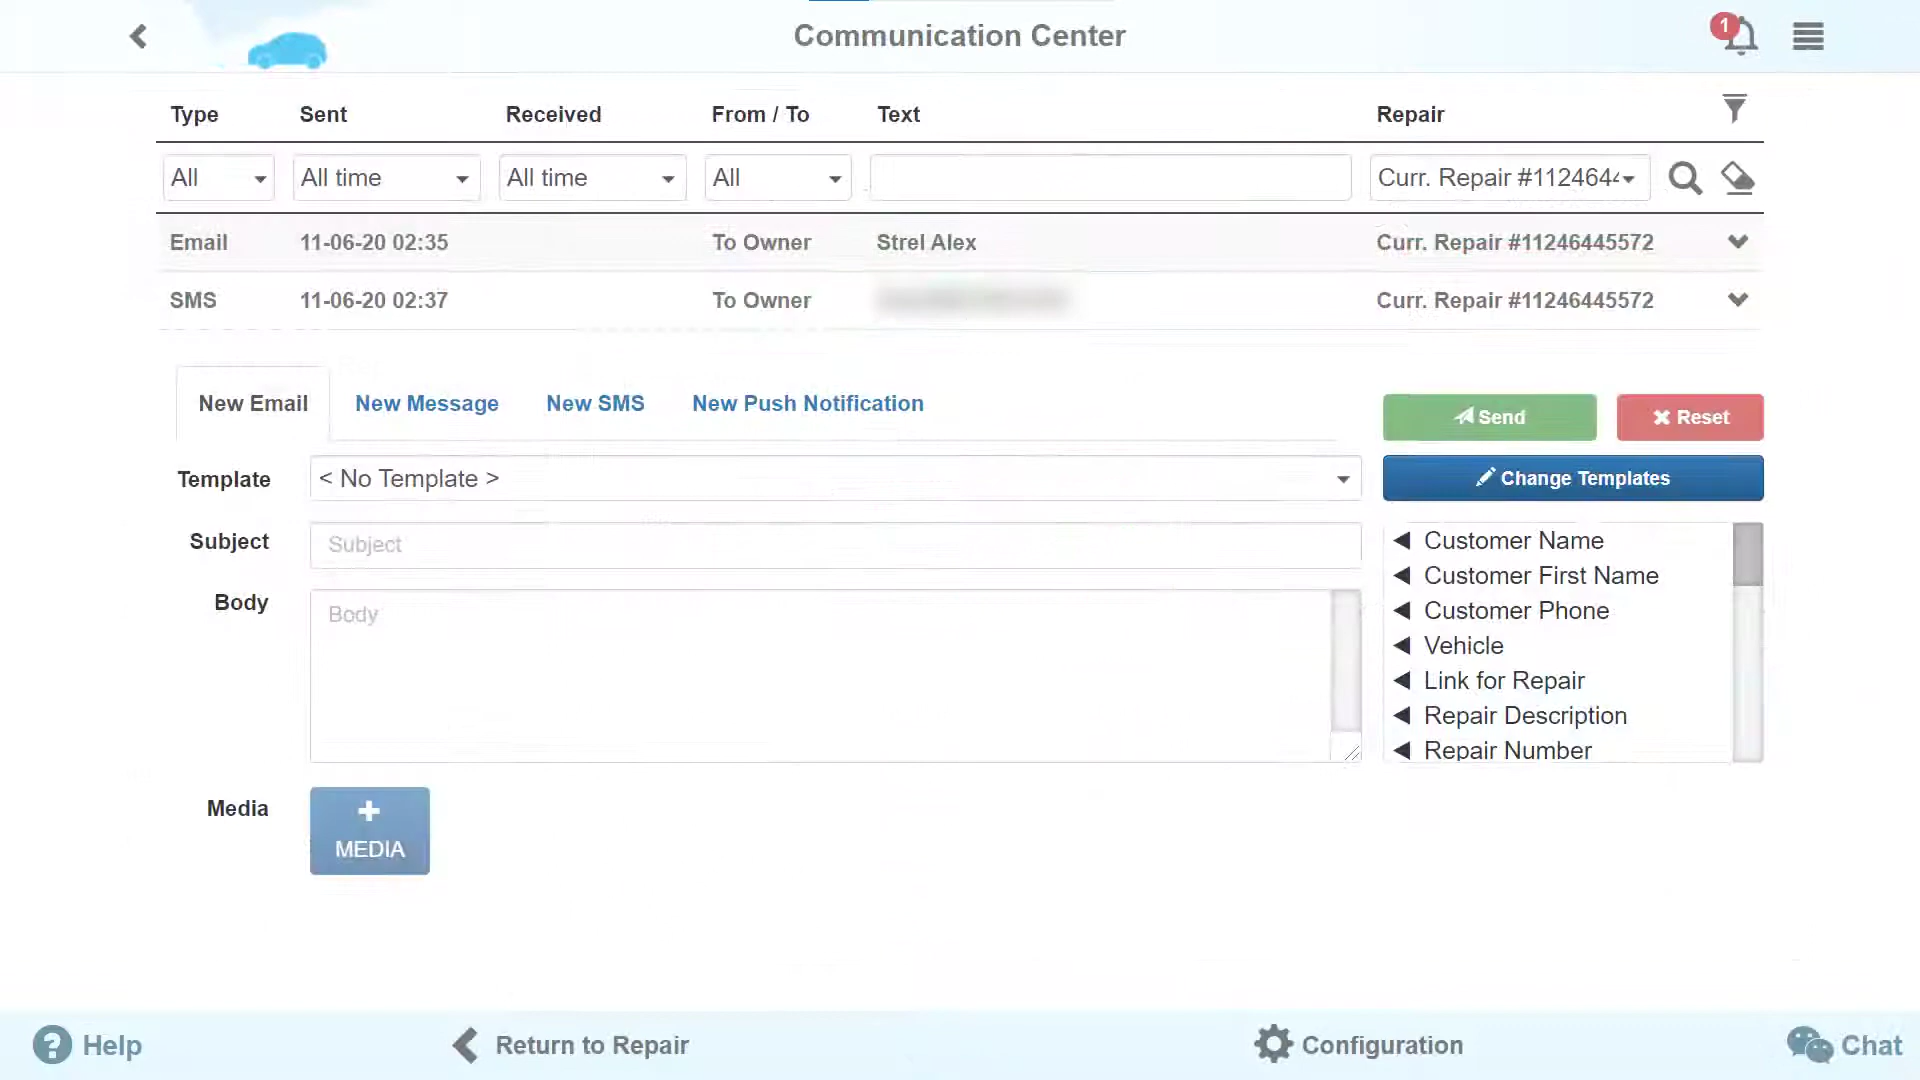 Communication Center
1
Type Sent Received From / To Text Repair
All All time All time All Curr. Repair #112464
Email 11-06-20 02:35 To Owner Strel Alex Curr. Repair #11246445572
SMS 11-06-20 02:37 To Owner Curr. Repair #11246445572
New Email New Message New SMS New Push Notification
Send Reset
Template < No Template > Change Templates
Subject Subject
Body Body
Customer Name
Customer First Name
Customer Phone
Vehicle
Link for Repair
Repair Description
Repair Number
Media
MEDIA
Help Return to Repair Configuration Chat